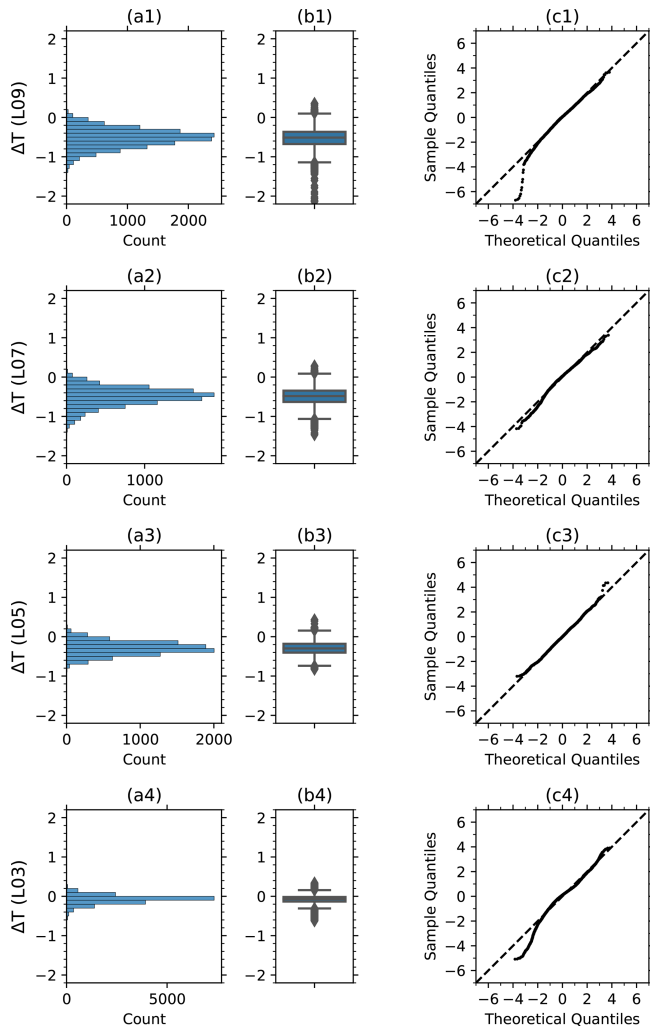 (a1) (b1) (c1)
2 2 6
1 1 4
0 0 2
−1 −1 0
−2 −2 −2
−4
−6
ΔT (L09)
Sample Quantiles
0 1000 2000 −6 −4 −2 0 2 4 6
Count Theoretical Quantiles
(a2) (b2) (c2)
2 2 6
1 1 4
0 0 2
−1 −1 0
−2 −2 −2
−4
−6
ΔT (L07)
Sample Quantiles
0 1000 −6 −4 −2 0 2 4 6
Count Theoretical Quantiles
(a3) (b3) (c3)
2 2 6
1 1 4
0 0 2
−1 −1 0
−2 −2 −2
−4
−6
ΔT (L05)
Sample Quantiles
0 1000 2000 −6 −4 −2 0 2 4 6
Count Theoretical Quantiles
(a4) (b4) (c4)
2 2 6
1 1 4
0 0 2
−1 −1 0
−2 −2 −2
−4
−6
ΔT (L03)
Sample Quantiles
0 5000 −6 −4 −2 0 2 4 6
Count Theoretical Quantiles